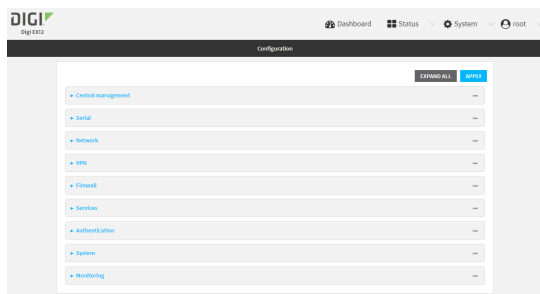 DIGI
Digi EX12
Dashboard Status System root
Configuration
EXPAND ALL APPLY
Central management
Serial
Network
VPN
Firewall
Services
Authentication
System
Monitoring